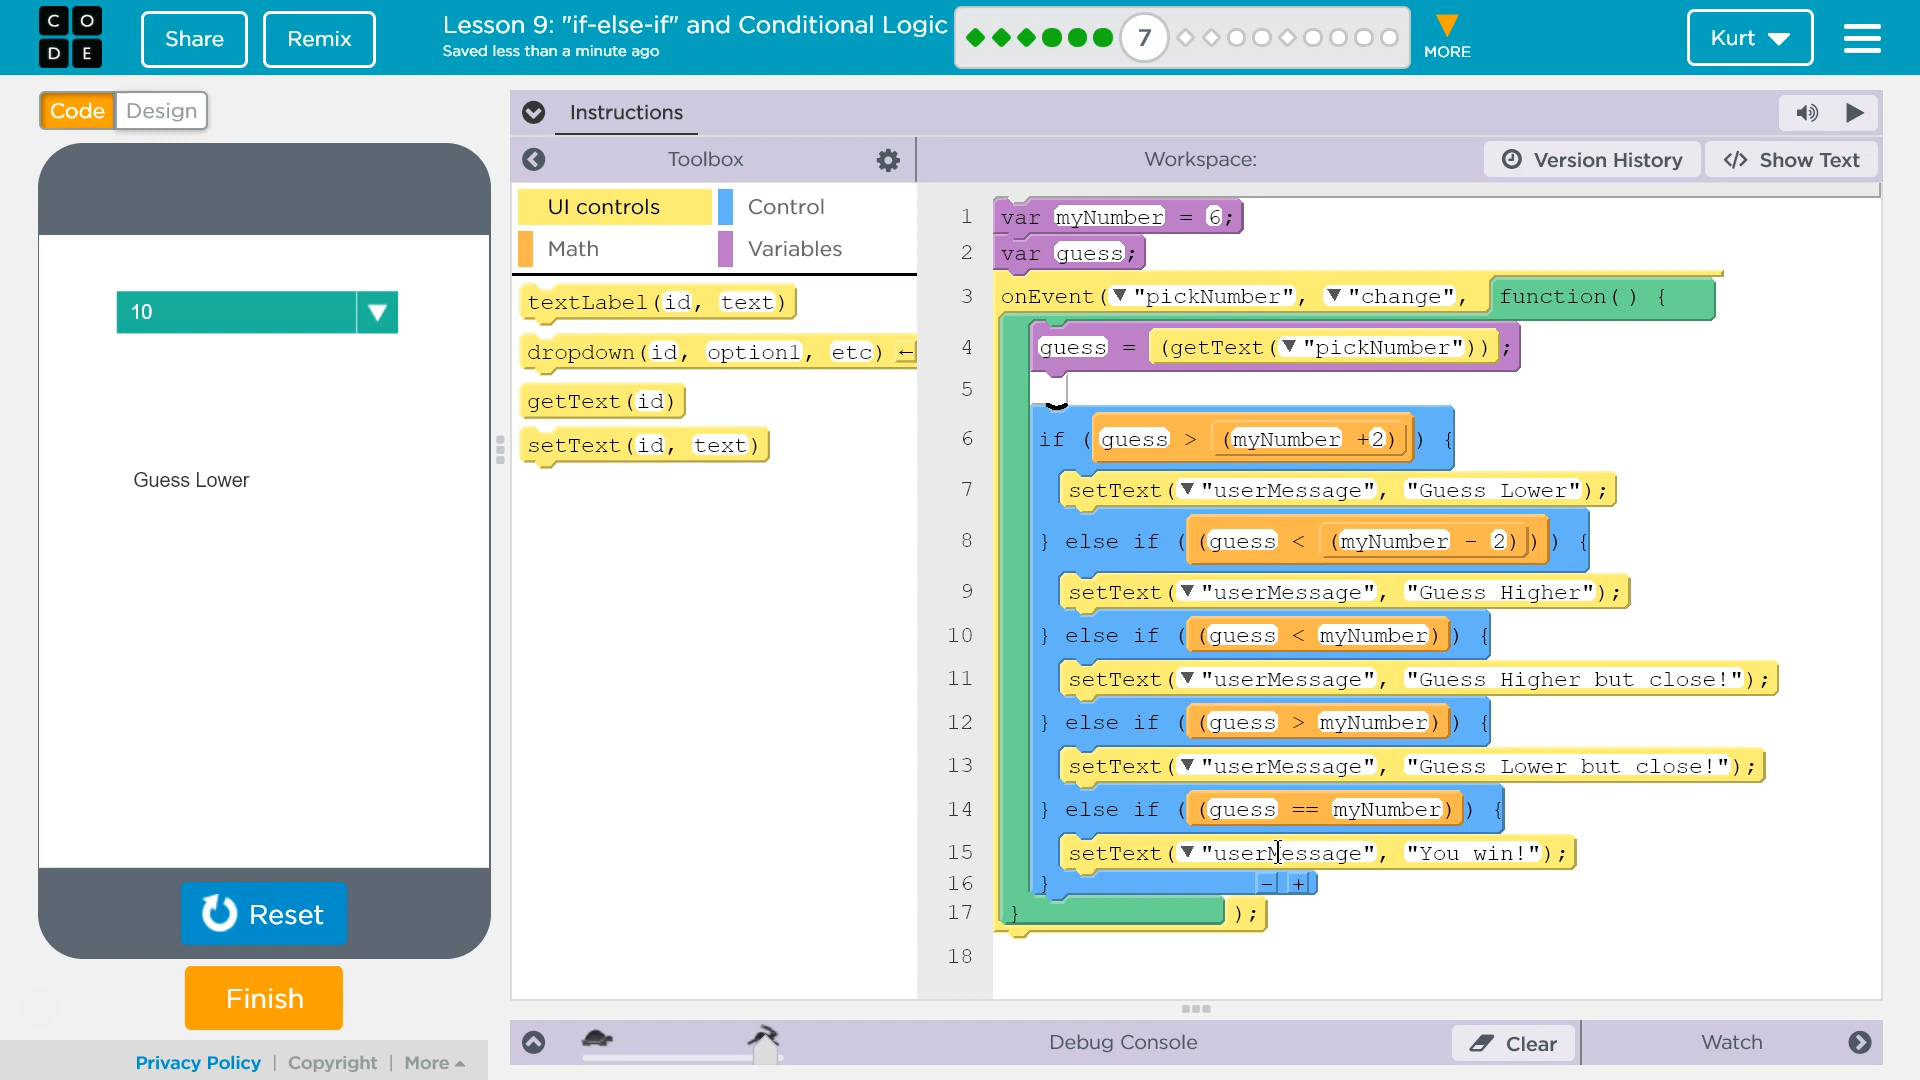 CODE
Share
Remix
Lesson 9: "if-else-if" and Conditional Logic
Saved less than a minute ago
7
MORE
Kurt
Code
Design
Instructions
Toolbox
Workspace:
Version History
</> Show Text
UI controls
Control
Math
Variables
textLabel(id, text)
dropdown(id, option1, etc)
getText(id)
setText(id, text)
10
Guess Lower
1 var myNumber = 6;
2 var guess;
3 onEvent("pickNumber", "change", function() {
4 guess = (getText("pickNumber"));
5
6 if (guess > (myNumber +2)) {
7 setText("userMessage", "Guess Lower");
8 } else if ((guess < (myNumber - 2))) {
9 setText("userMessage", "Guess Higher");
10 } else if ((guess < myNumber)) {
11 setText("userMessage", "Guess Higher but close!");
12 } else if ((guess > myNumber)) {
13 setText("userMessage", "Guess Lower but close!");
14 } else if ((guess == myNumber)) {
15 setText("userMessage", "You win!");
16 } - +
17 } );
18
Reset
Finish
Privacy Policy | Copyright | More
Debug Console
Clear
Watch